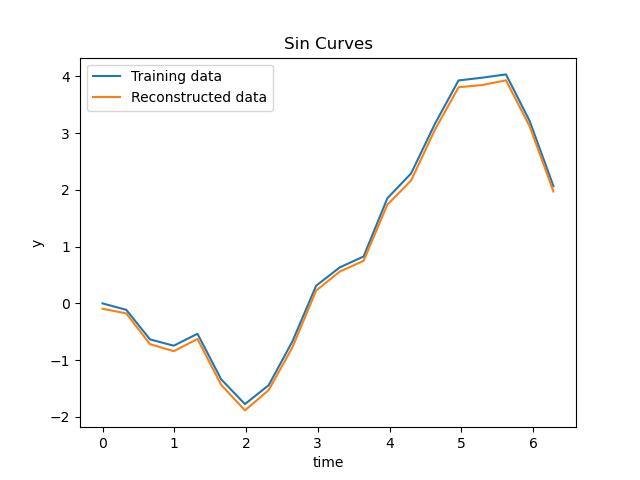 Sin Curves
Training data
Reconstructed data
4
3
2
1
0
−1
−2
y
0 1 2 3 4 5 6
time